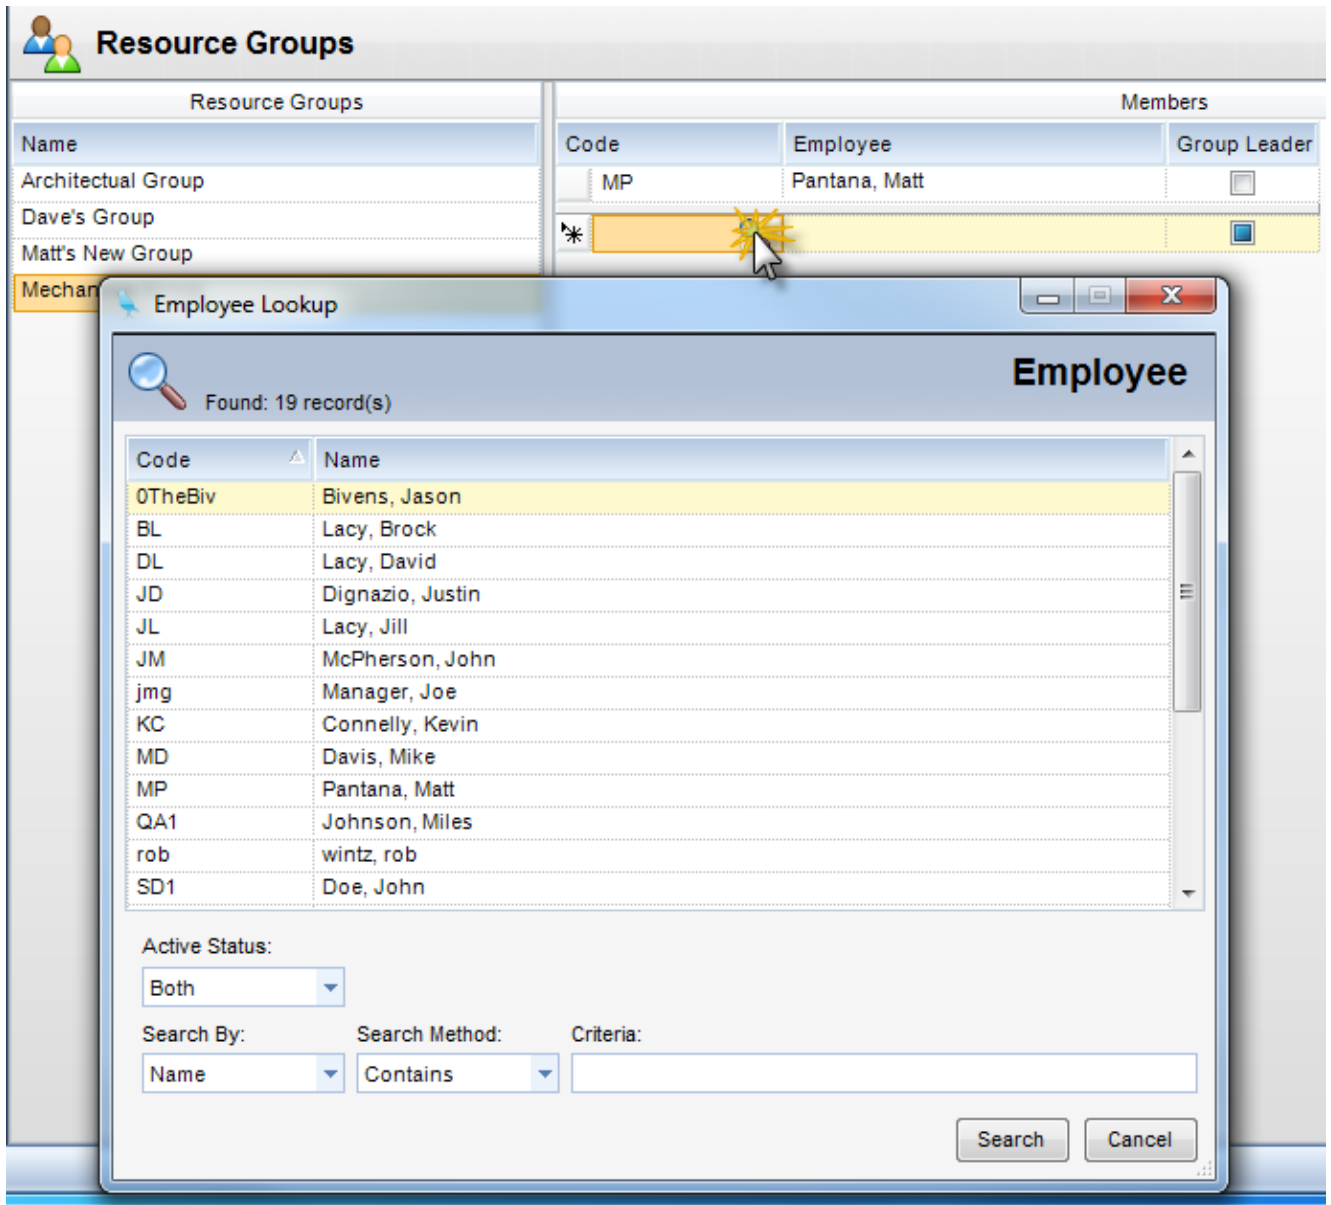 Resource Groups
Resource Groups Members
Name Code Employee Group Leader
Architectual Group MP Pantana, Matt
Dave's Group
Matt's New Group
Mechan
Employee Lookup
Employee
Found: 19 record(s)
Code Name
0TheBiv Bivens, Jason
BL Lacy, Brock
DL Lacy, David
JD Dignazio, Justin
JL Lacy, Jill
JM McPherson, John
jmg Manager, Joe
KC Connelly, Kevin
MD Davis, Mike
MP Pantana, Matt
QA1 Johnson, Miles
rob wintz, rob
SD1 Doe, John
Active Status:
Both
Search By: Search Method: Criteria:
Name Contains
Search Cancel